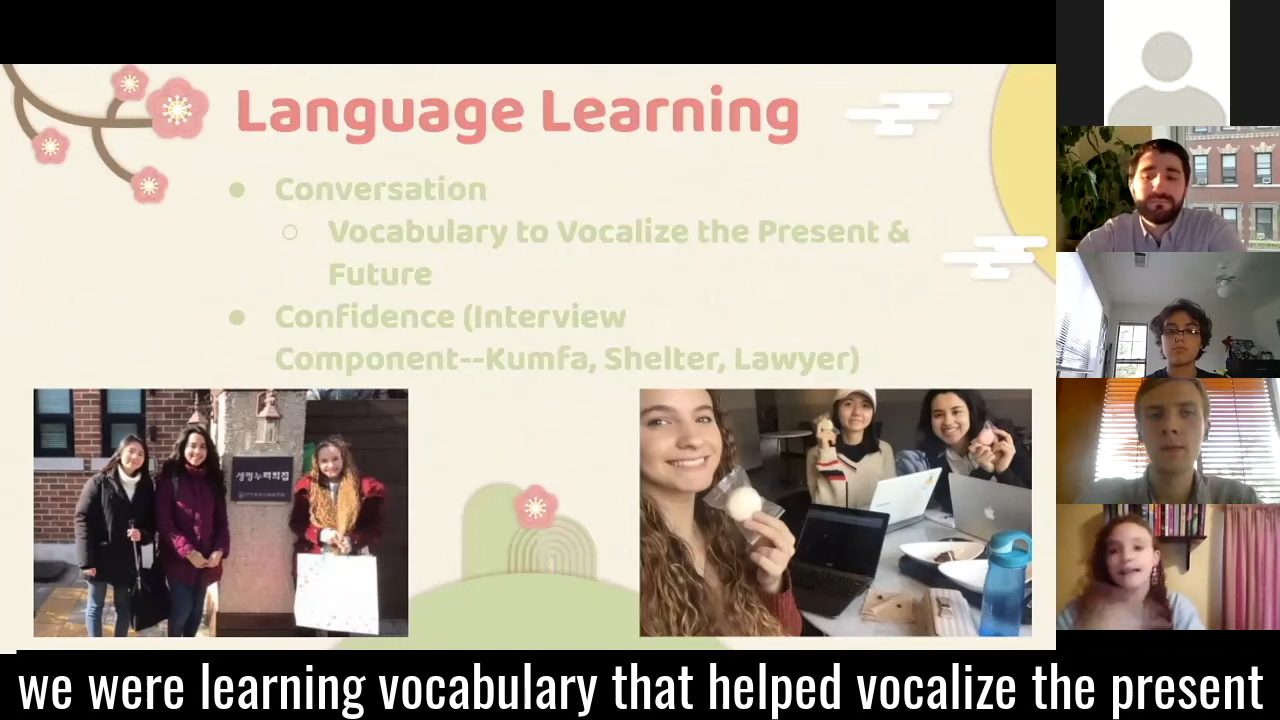 Language Learning
Conversation
Vocabulary to Vocalize the Present &
Future
Confidence (Interview
Component--Kumfa, Shelter, Lawyer)
생명누리의집
we were learning vocabulary that helped vocalize the present